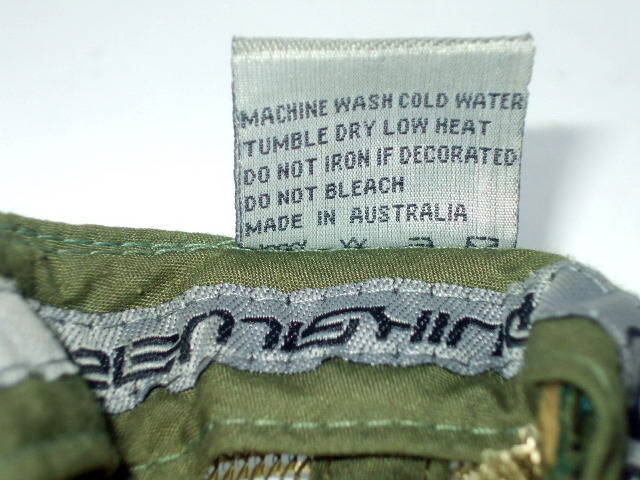 MACHINE WASH COLD WATER
TUMBLE DRY LOW HEAT
DO NOT IRON IF DECORATED
DO NOT BLEACH
MADE IN AUSTRALIA